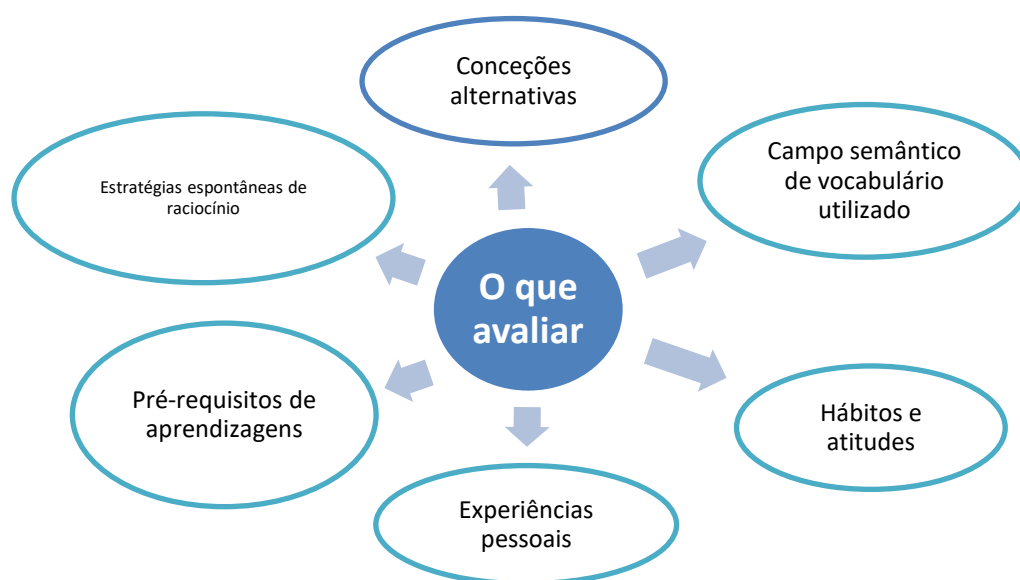 Conceções
alternativas
Estratégias espontâneas de
raciocínio
Campo semântico
de vocabulário
utilizado
O que
avaliar
Pré-requisitos de
aprendizagens
Hábitos e
atitudes
Experiências
pessoais